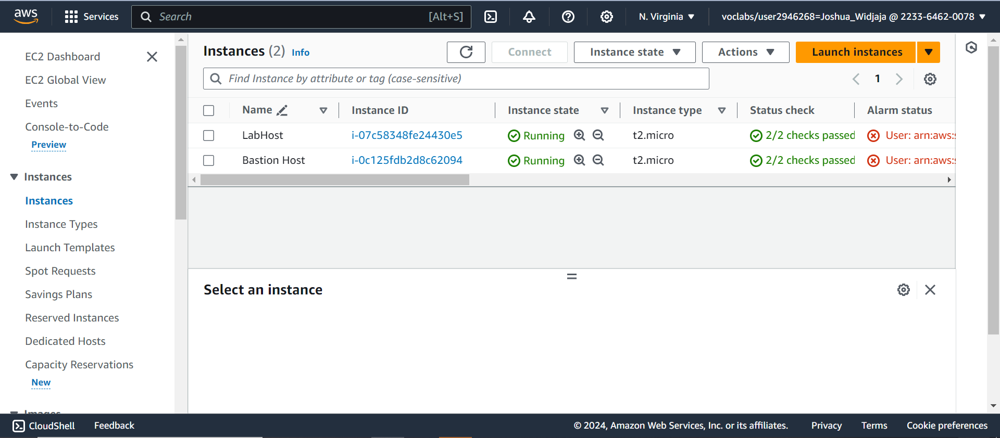 aws
Services
Search [Alt+S]
N. Virginia
voclabs/user2946268=Joshua_Widjaja @ 2233-6462-0078
EC2 Dashboard
EC2 Global View
Events
Console-to-Code
Preview
Instances
Instances
Instance Types
Launch Templates
Spot Requests
Savings Plans
Reserved Instances
Dedicated Hosts
Capacity Reservations
New
Images
Instances (2) Info
Connect
Instance state
Actions
Launch instances
Find Instance by attribute or tag (case-sensitive)
1
Name Instance ID Instance state Instance type Status check Alarm status
LabHost i-07c58348fe24430e5 Running t2.micro 2/2 checks passed User: arn:aws:
Bastion Host i-0c125fdb2d8c62094 Running t2.micro 2/2 checks passed User: arn:aws:
Select an instance
CloudShell Feedback © 2024, Amazon Web Services, Inc. or its affiliates. Privacy Terms Cookie preferences